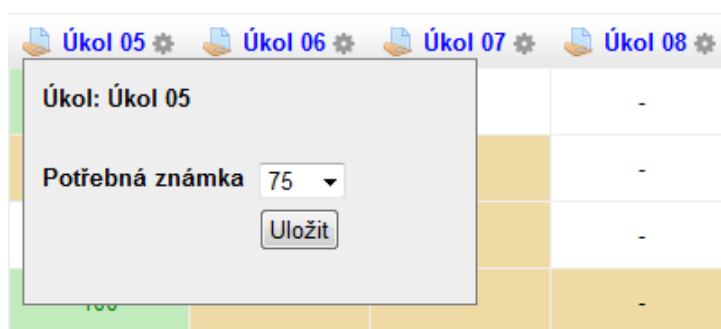 Úkol 05 Úkol 06 Úkol 07 Úkol 08
Úkol: Úkol 05
-
Potřebná známka 75
-
Uložit
-
-